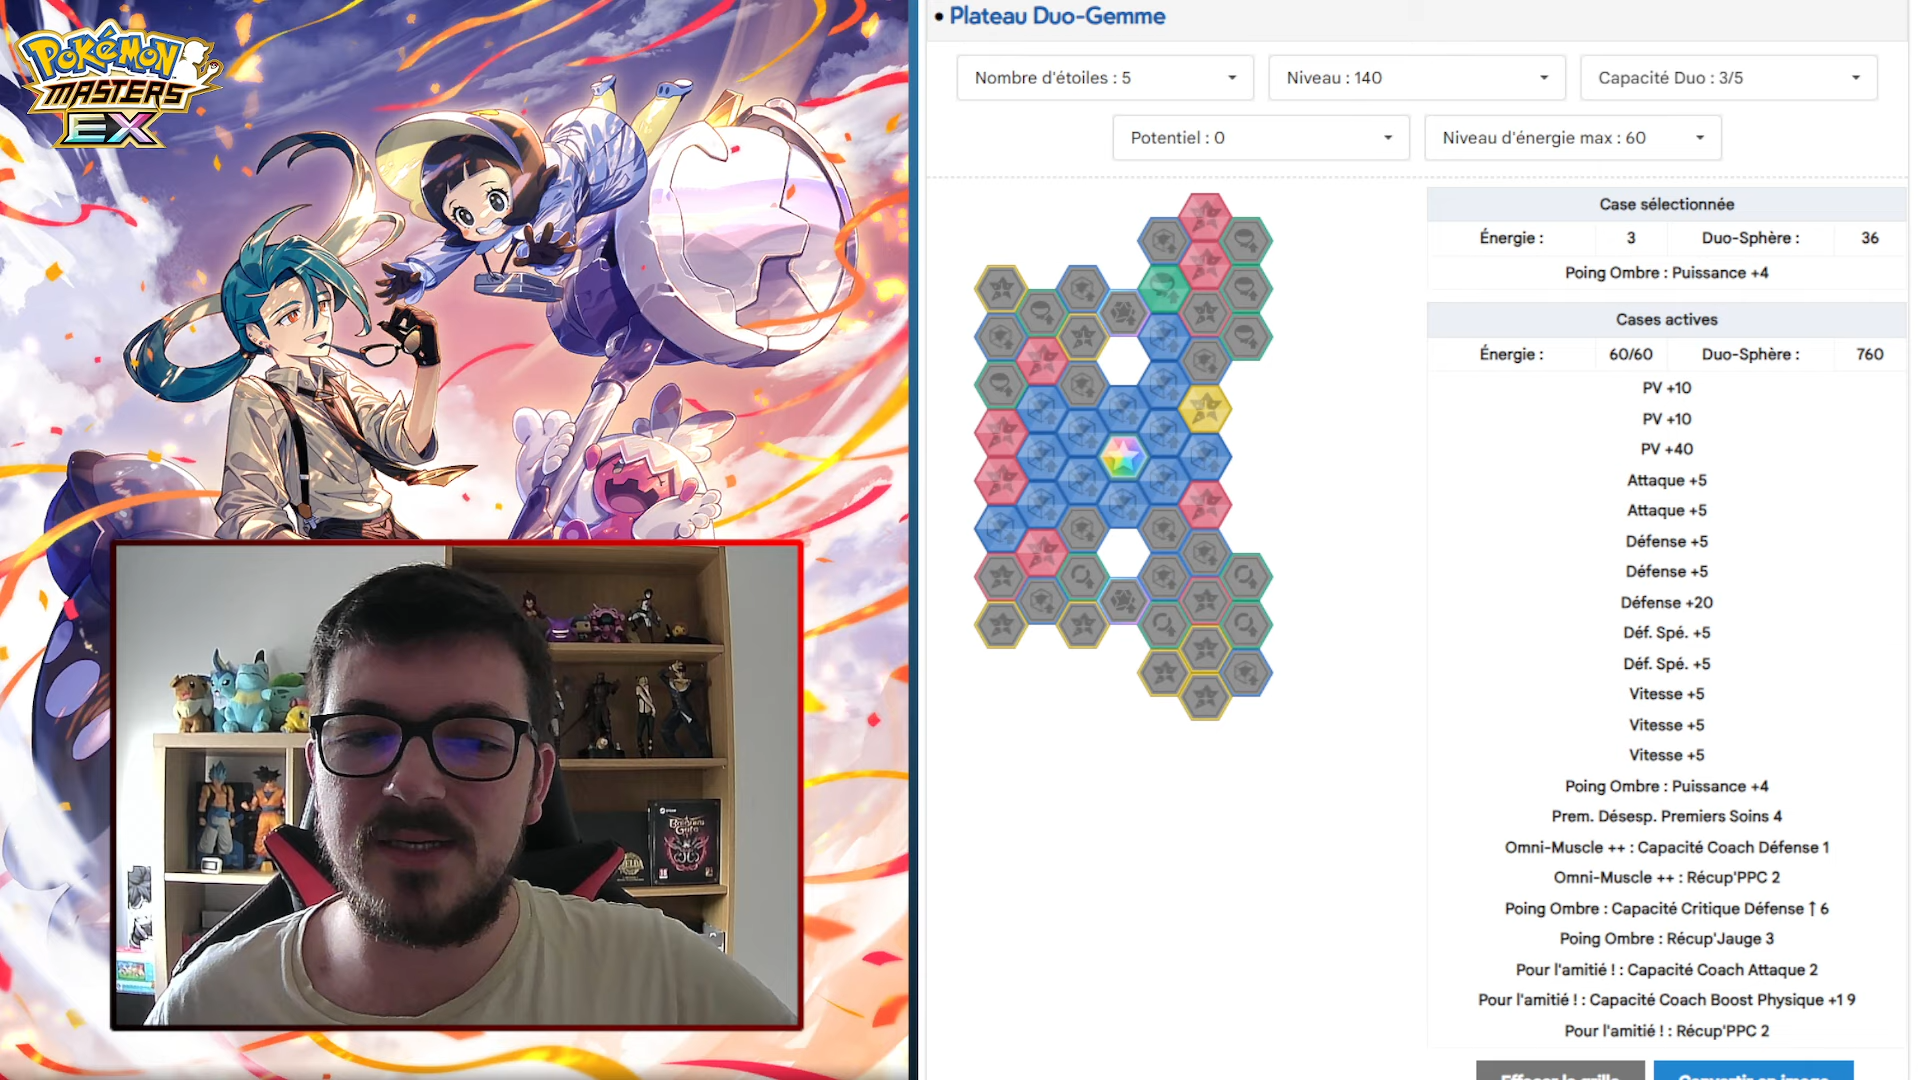 POKÉMON
MASTERS
EX
Plateau Duo-Gemme
Nombre d'étoiles : 5
Niveau : 140
Capacité Duo : 3/5
Potentiel : 0
Niveau d'énergie max : 60
Case sélectionnée
Énergie : 3 Duo-Sphère : 36
Poing Ombre : Puissance +4
Cases actives
Énergie : 60/60 Duo-Sphère : 760
PV +10
PV +10
PV +40
Attaque +5
Attaque +5
Défense +5
Défense +5
Défense +20
Déf. Spé. +5
Déf. Spé. +5
Vitesse +5
Vitesse +5
Vitesse +5
Poing Ombre : Puissance +4
Prem. Désesp. Premiers Soins 4
Omni-Muscle ++ : Capacité Coach Défense 1
Omni-Muscle ++ : Récup'PPC 2
Poing Ombre : Capacité Critique Défense ↑ 6
Poing Ombre : Récup'Jauge 3
Pour l'amitié ! : Capacité Coach Attaque 2
Pour l'amitié ! : Capacité Coach Boost Physique +1 9
Pour l'amitié ! : Récup'PPC 2
Effacer la grille
Convertir en image